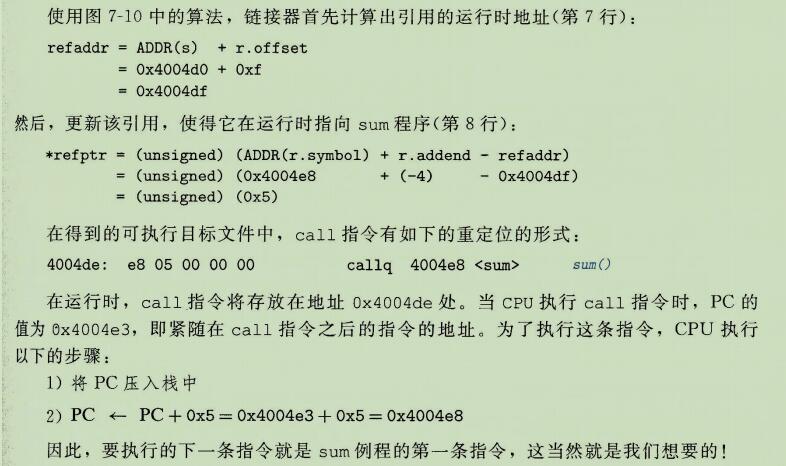 使用图 7-10 中的算法，链接器首先计算出引用的运行时地址(第 7 行)：
refaddr = ADDR(s) + r.offset
= 0x4004d0 + 0xf
= 0x4004df
然后，更新该引用，使得它在运行时指向 sum 程序(第 8 行)：
*refptr = (unsigned) (ADDR(r.symbol) + r.addend - refaddr)
= (unsigned) (0x4004e8 + (-4) - 0x4004df)
= (unsigned) (0x5)
在得到的可执行目标文件中，call 指令有如下的重定位的形式：
4004de: e8 05 00 00 00 callq 4004e8 <sum> sum()
在运行时，call 指令将存放在地址 0x4004de 处。当 CPU 执行 call 指令时，PC 的
值为 0x4004e3，即紧随在 call 指令之后的指令的地址。为了执行这条指令，CPU 执行
以下的步骤：
1) 将 PC 压入栈中
2) PC ← PC + 0x5 = 0x4004e3 + 0x5 = 0x4004e8
因此，要执行的下一条指令就是 sum 例程的第一条指令，这当然就是我们想要的！